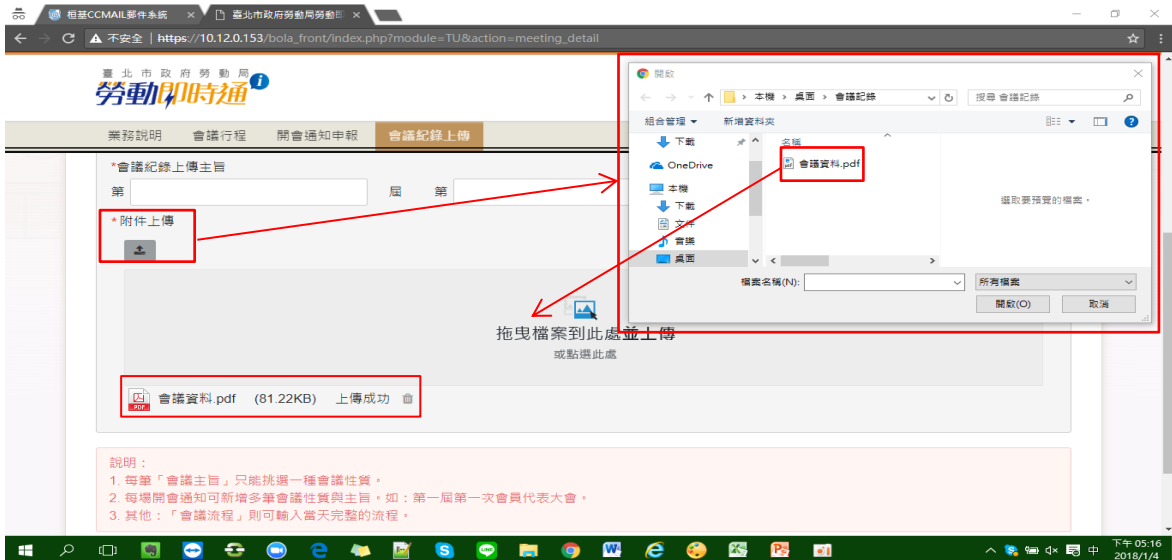 桓基CCMAIL郵件系統
臺北市政府勞動局勞動即
不安全 | https://10.12.0.153/bola_front/index.php?module=TU&action=meeting_detail
臺北市政府勞動局
勞動即時通
業務說明 會議行程 開會通知申報 會議紀錄上傳
*會議紀錄上傳主旨
第 屆 第
*附件上傳
拖曳檔案到此處並上傳
或點選此處
會議資料.pdf (81.22KB) 上傳成功
PDF
開啟
本機 > 桌面 > 會議記錄
搜尋 會議記錄
組合管理 新增資料夾
下載
OneDrive
本機
下載
文件
音樂
桌面
名稱
會議資料.pdf
選取要預覽的檔案。
檔案名稱(N):
所有檔案
開啟(O) 取消
說明：
1. 每筆「會議主旨」只能挑選一種會議性質。
2. 每場開會通知可新增多筆會議性質與主旨。如：第一屆第一次會員代表大會。
3. 其他：「會議流程」則可輸入當天完整的流程。
中
下午 05:16
2018/1/4